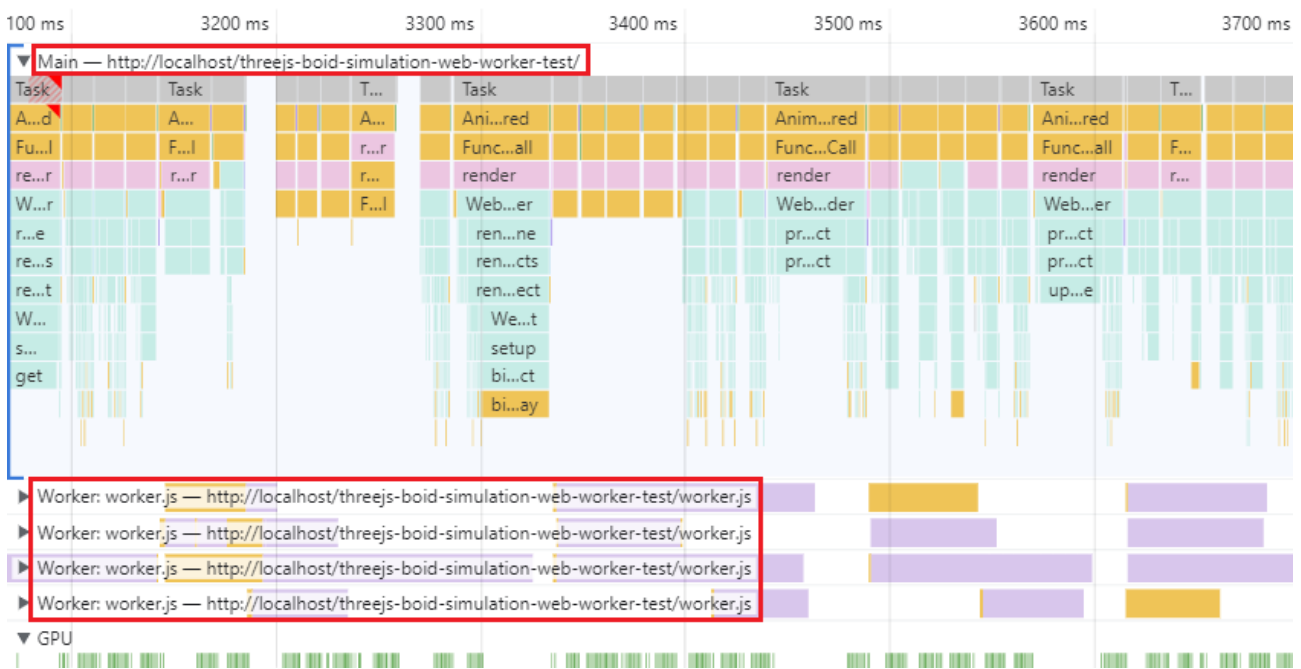 100 ms 3200 ms 3300 ms 3400 ms 3500 ms 3600 ms 3700 ms
▼ Main — http://localhost/threejs-boid-simulation-web-worker-test/
Task Task T... Task Task Task T...
A...d A... A... Ani...red Anim...red Ani...red
Fu...l F...l r...r Func...all Func...Call Func...all F...
re...r r...r r... render render render r...
W...r F...l Web...er Web...der Web...er
r...e ren...ne pr...ct pr...ct
re...s ren...cts pr...ct pr...ct
re...t ren...ect up...e
W... We...t
s... setup
get bi...ct
bi...ay
▶ Worker: worker.js — http://localhost/threejs-boid-simulation-web-worker-test/worker.js
▶ Worker: worker.js — http://localhost/threejs-boid-simulation-web-worker-test/worker.js
▶ Worker: worker.js — http://localhost/threejs-boid-simulation-web-worker-test/worker.js
▶ Worker: worker.js — http://localhost/threejs-boid-simulation-web-worker-test/worker.js
▼ GPU